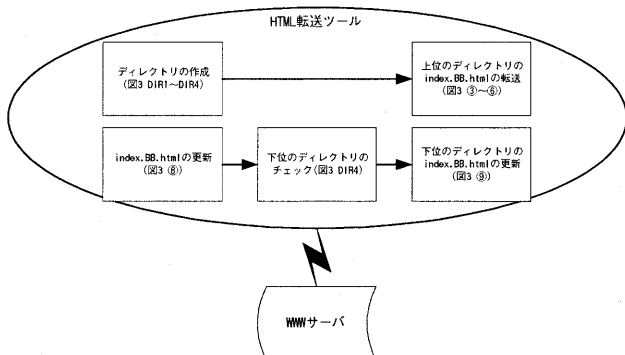 HTML転送ツール
ディレクトリの作成
(図3 DIR1～DIR4)
上位のディレクトリの
index.BB.htmlの転送
(図3 ③～⑥)
index.BB.htmlの更新
(図3 ⑧)
下位のディレクトリの
チェック(図3 DIR4)
下位のディレクトリの
index.BB.htmlの更新
(図3 ⑨)
WWWサーバ